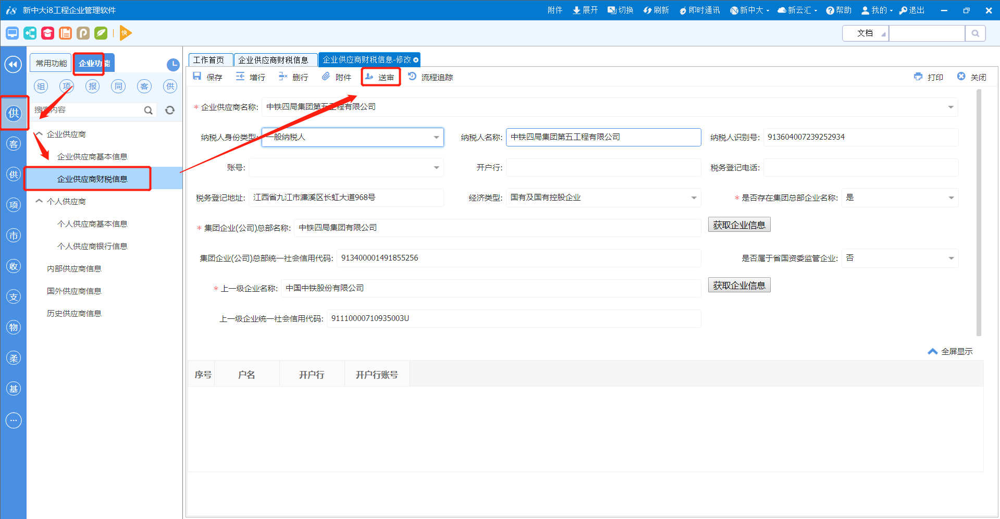 i8 新中大i8工程企业管理软件 附件 展开 切换 刷新 即时通讯 新中大 新云汇 帮助 我的 退出
快 文档
常用功能 企业功能
组 项 报 同 客 供
搜索内容
供
客
供
项
市
收
支
物
柔
基
企业供应商
企业供应商基本信息
企业供应商财税信息
个人供应商
个人供应商基本信息
个人供应商银行信息
内部供应商信息
国外供应商信息
历史供应商信息
工作首页 企业供应商财税信息 企业供应商财税信息-修改
保存 增行 删行 附件 送审 流程追踪 打印 关闭
* 企业供应商名称: 中铁四局集团第五工程有限公司
纳税人身份类型: 一般纳税人 纳税人名称: 中铁四局集团第五工程有限公司 纳税人识别号: 913604007239252934
账号: 开户行: 税务登记电话:
税务登记地址: 江西省九江市濂溪区长虹大道968号 经济类型: 国有及国有控股企业 * 是否存在集团总部企业名称: 是
* 集团企业(公司)总部名称: 中铁四局集团有限公司 获取企业信息
集团企业(公司)总部统一社会信用代码: 913400001491855256 是否属于省国资委监管企业: 否
* 上一级企业名称: 中国中铁股份有限公司 获取企业信息
上一级企业统一社会信用代码: 91110000710935003U
全屏显示
序号 户名 开户行 开户行账号